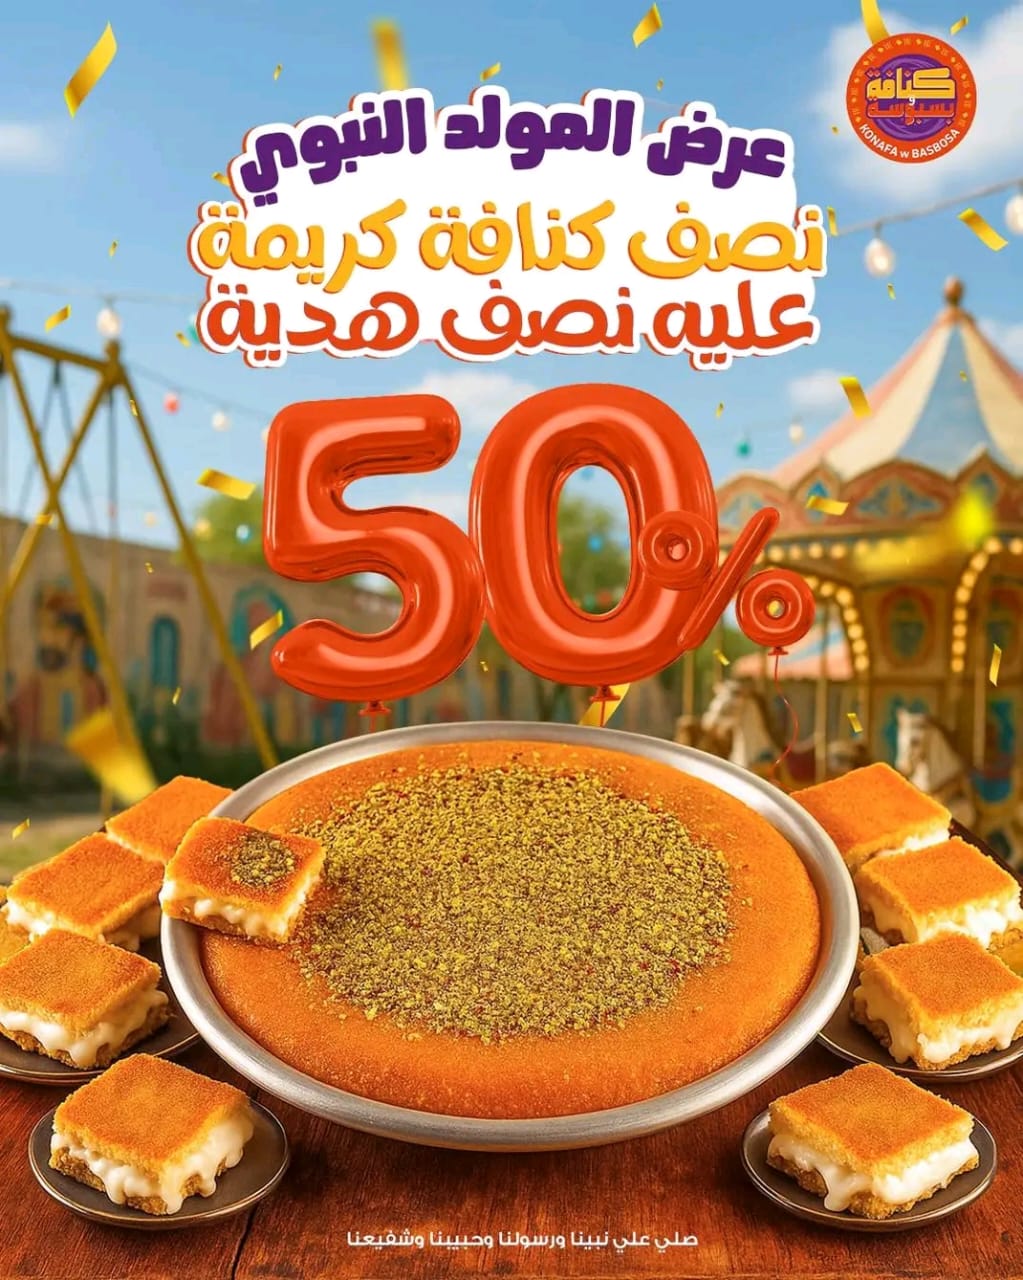 عرض المولد النبوي
نصف كنافة كريمة
عليه نصف هدية
50%
كنافة
و
بسبوسة
KONAFA w BASBOSA
صلي علي نبينا ورسولنا وحبيبنا وشفيعنا